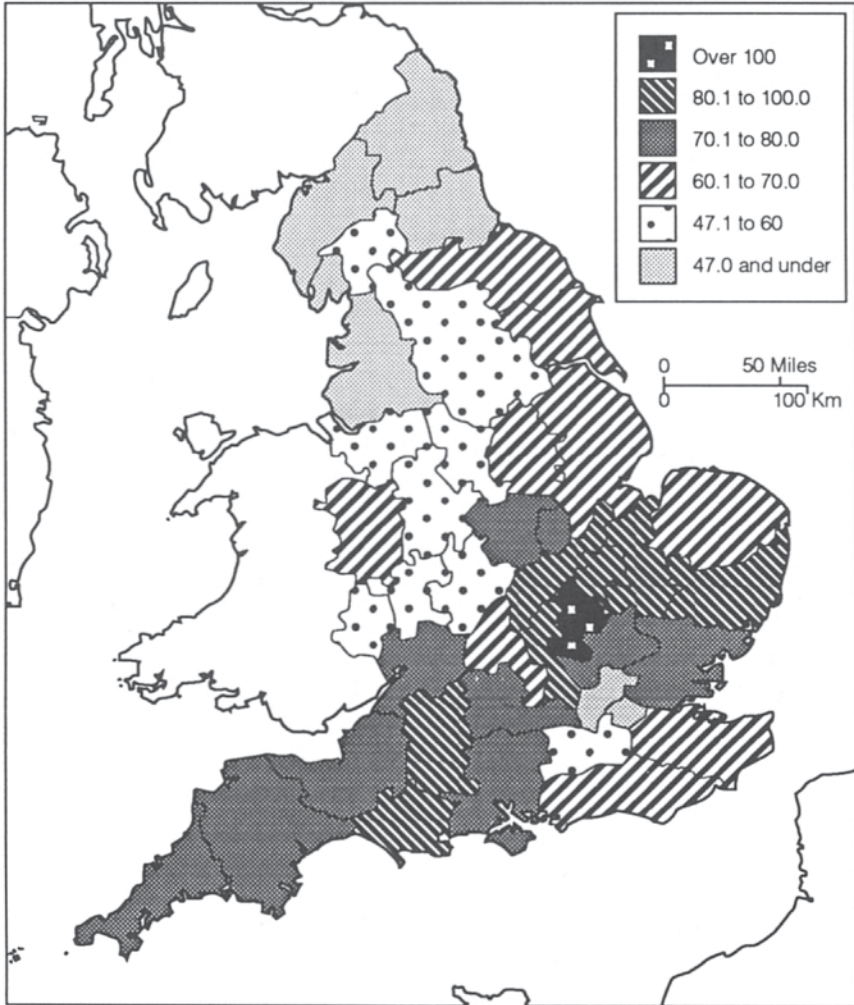 Over 100
80.1 to 100.0
70.1 to 80.0
60.1 to 70.0
47.1 to 60
47.0 and under
0 50 Miles
0 100 Km